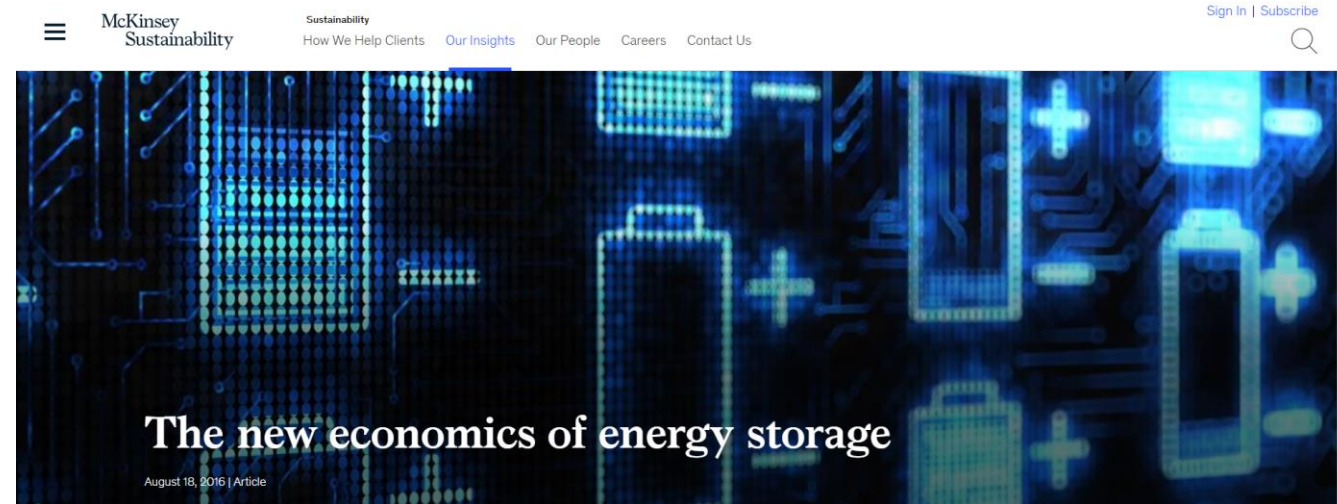 Sign In | Subscribe
McKinsey
Sustainability
Sustainability
How We Help Clients Our Insights Our People Careers Contact Us
The new economics of energy storage
August 18, 2016 | Article